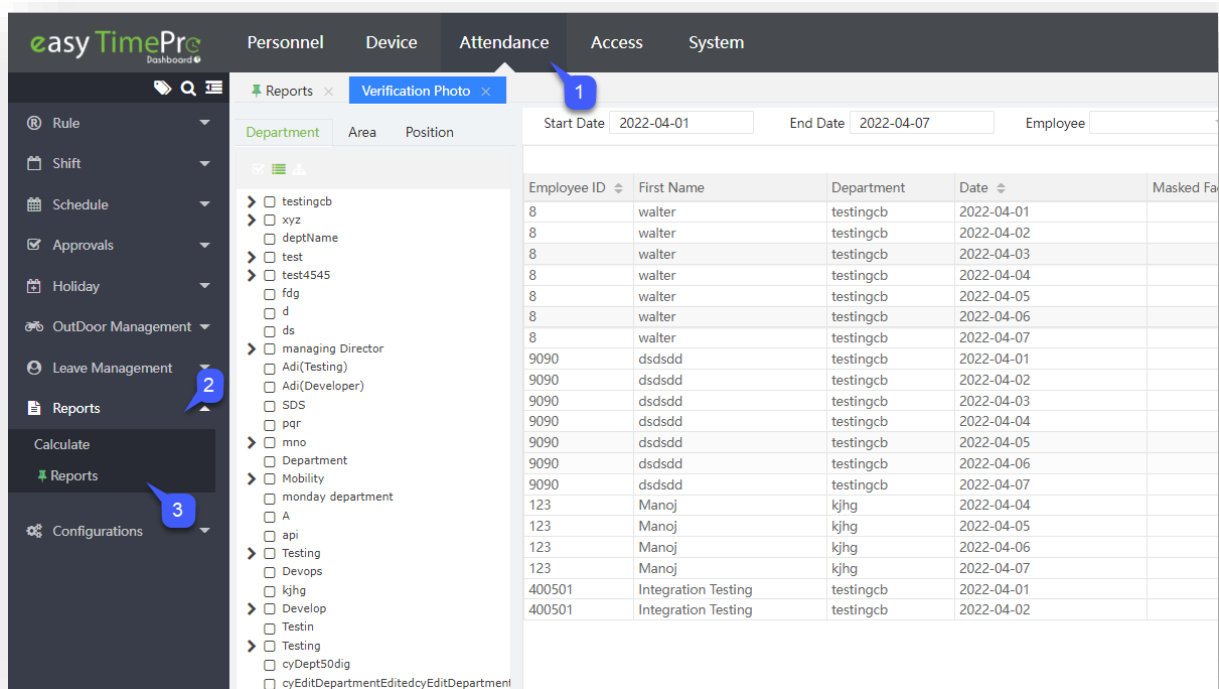 easy TimePro
Dashboard
Personnel Device Attendance Access System
1
Reports × Verification Photo ×
Rule
Shift
Schedule
Approvals
Holiday
OutDoor Management
Leave Management
2
Reports
Calculate
Reports
3
Configurations
Department Area Position
testingcb
xyz
deptName
test
test4545
fdg
d
ds
managing Director
Adi(Testing)
Adi(Developer)
SDS
pqr
mno
Department
Mobility
monday department
A
api
Testing
Devops
kjhg
Develop
Testin
Testing
cyDept50dig
cyEditDepartmentEditedcyEditDepartment
Start Date 2022-04-01 End Date 2022-04-07 Employee
Employee ID First Name Department Date Masked Fa
8 walter testingcb 2022-04-01
8 walter testingcb 2022-04-02
8 walter testingcb 2022-04-03
8 walter testingcb 2022-04-04
8 walter testingcb 2022-04-05
8 walter testingcb 2022-04-06
8 walter testingcb 2022-04-07
9090 dsdsdd testingcb 2022-04-01
9090 dsdsdd testingcb 2022-04-02
9090 dsdsdd testingcb 2022-04-03
9090 dsdsdd testingcb 2022-04-04
9090 dsdsdd testingcb 2022-04-05
9090 dsdsdd testingcb 2022-04-06
9090 dsdsdd testingcb 2022-04-07
123 Manoj kjhg 2022-04-04
123 Manoj kjhg 2022-04-05
123 Manoj kjhg 2022-04-06
123 Manoj kjhg 2022-04-07
400501 Integration Testing testingcb 2022-04-01
400501 Integration Testing testingcb 2022-04-02